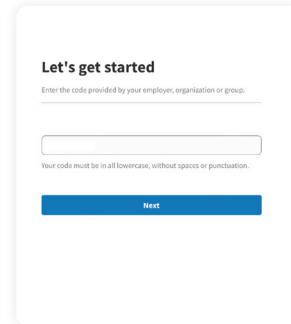 Let's get started
Enter the code provided by your employer, organization or group.
Your code must be in all lowercase, without spaces or punctuation.
Next